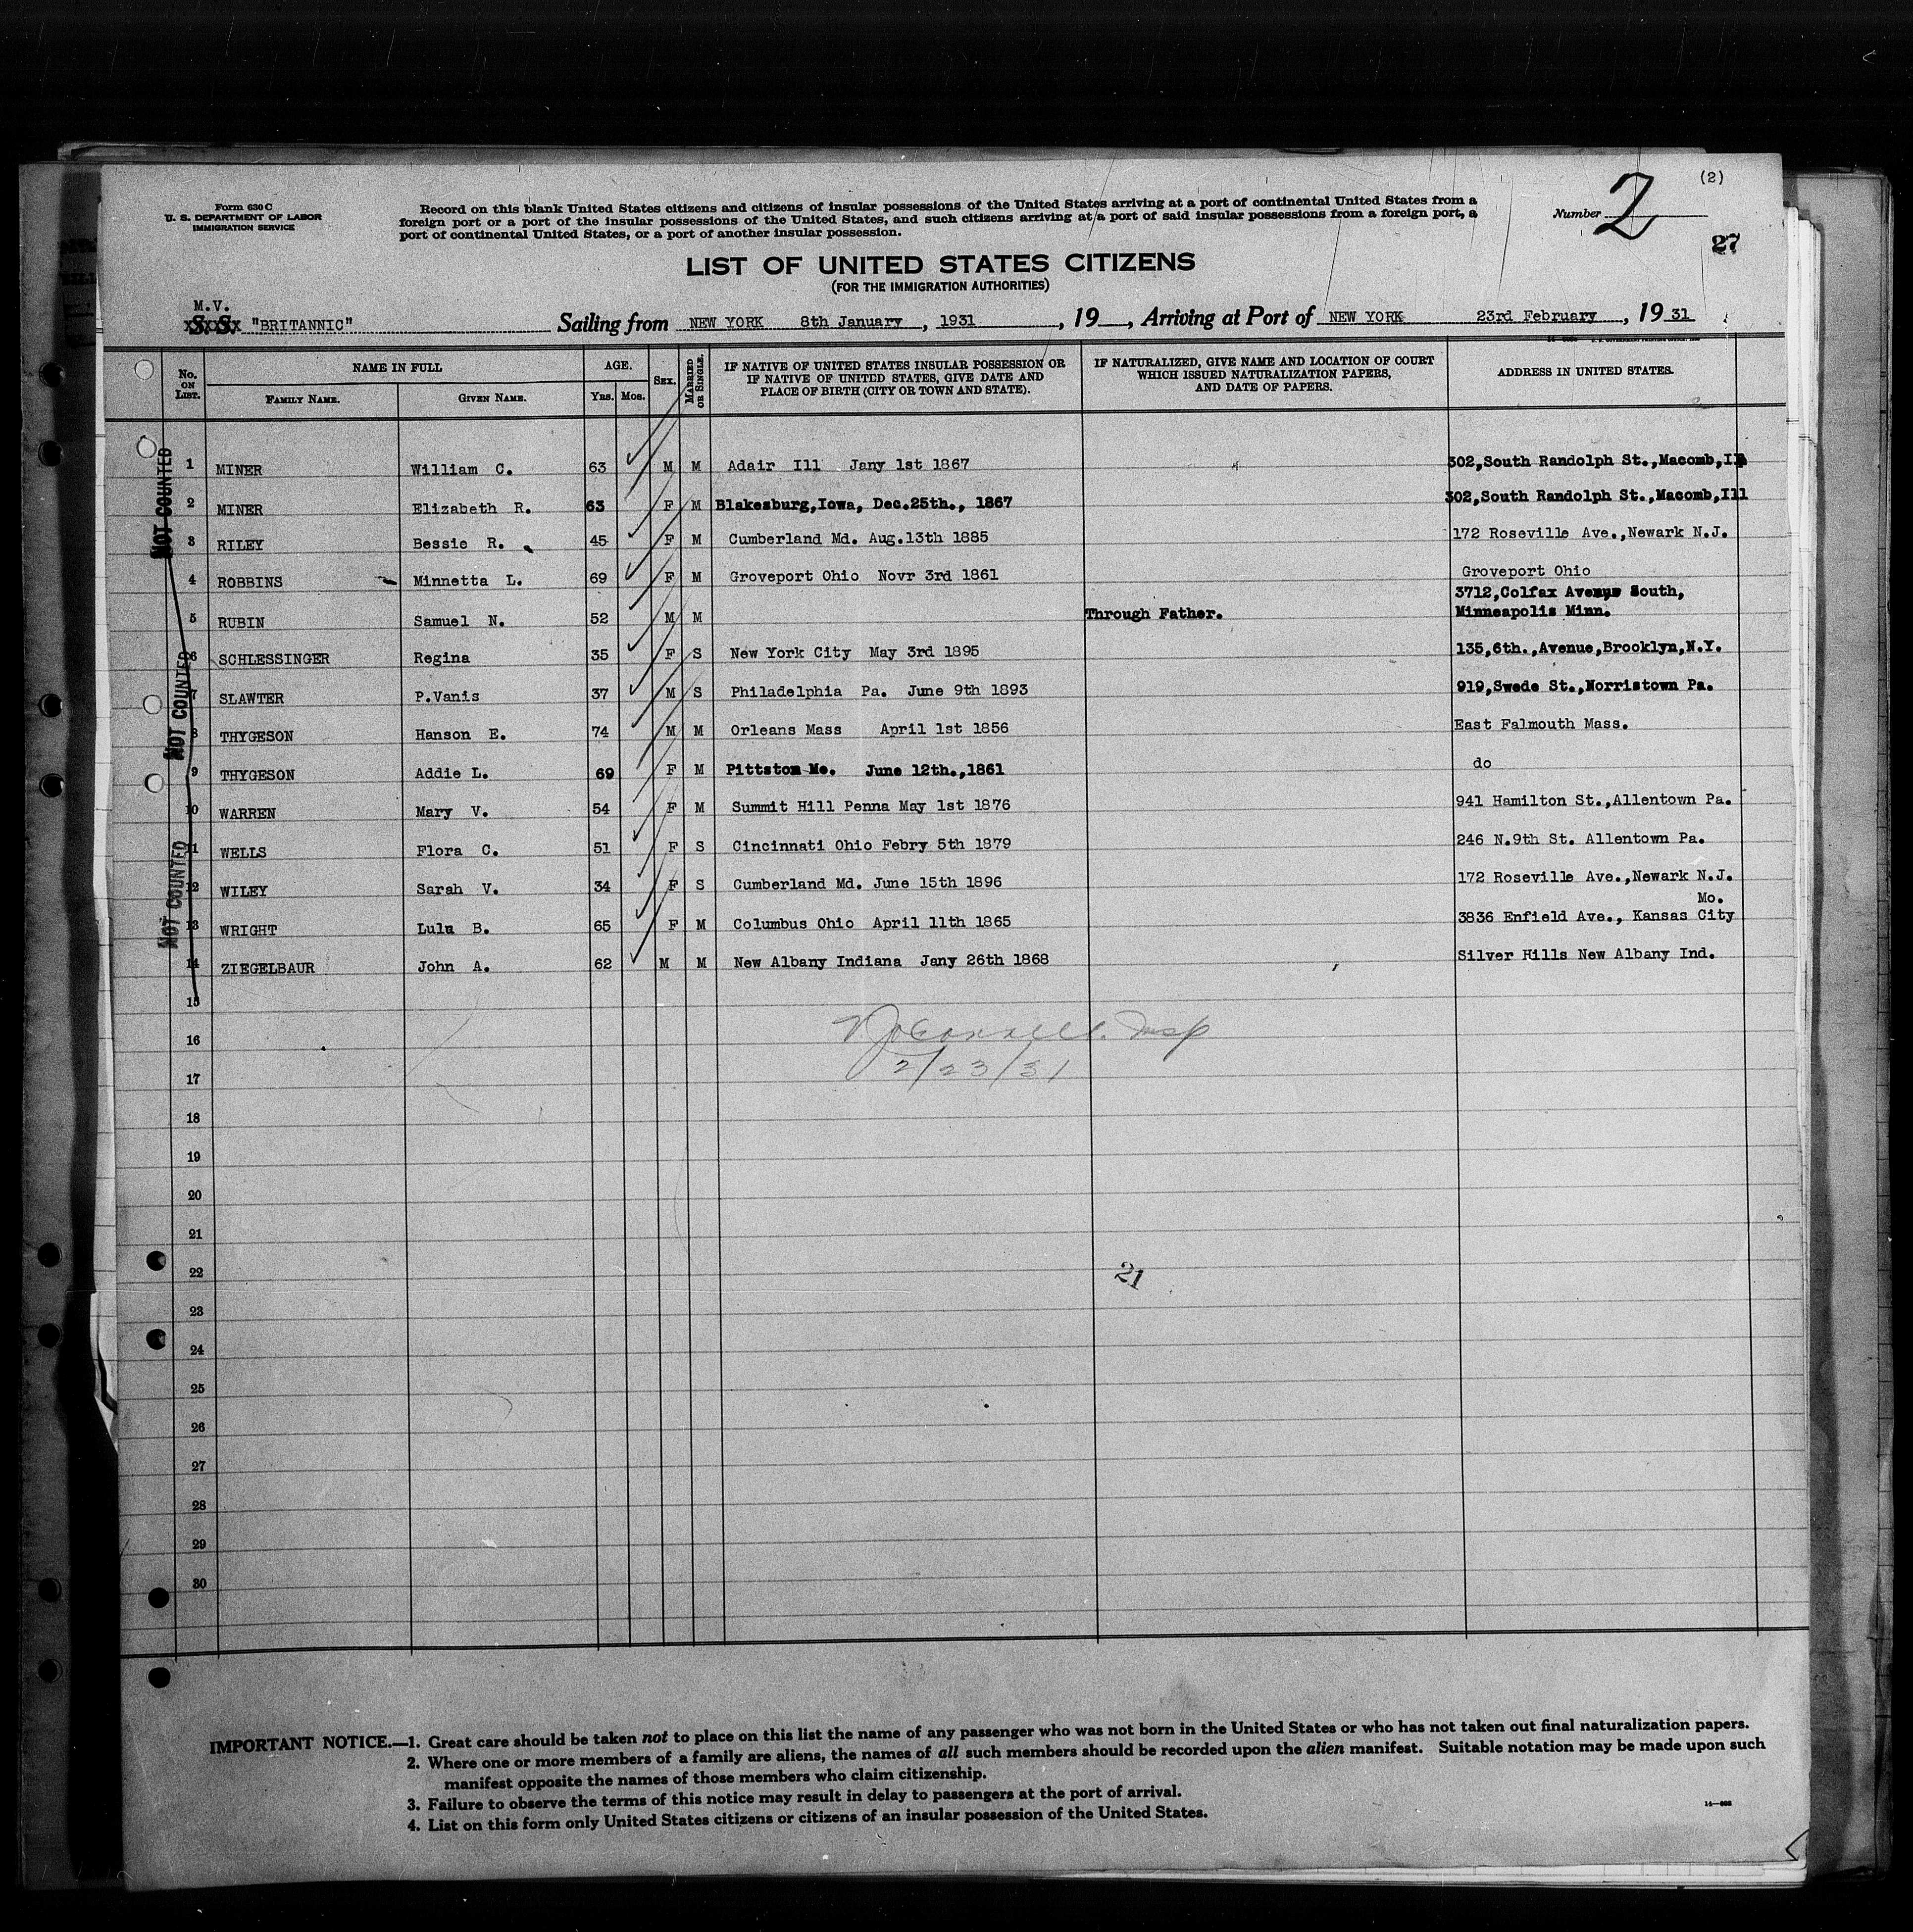 (2)
Form 630 C
U. S. DEPARTMENT OF LABOR
IMMIGRATION SERVICE
Record on this blank United States citizens and citizens of insular possessions of the United States arriving at a port of continental United States from a
foreign port or a port of the insular possessions of the United States, and such citizens arriving at a port of said insular possessions from a foreign port, a
port of continental United States, or a port of another insular possession.
Number 2
27
LIST OF UNITED STATES CITIZENS
(FOR THE IMMIGRATION AUTHORITIES)
M.V.
S. S. "BRITANNIC" Sailing from NEW YORK 8th January, 1931, 19__, Arriving at Port of NEW YORK 23rd February, 19 31
No. ON LIST. NAME IN FULL FAMILY NAME. GIVEN NAME. AGE. Yrs. Mos. SEX. MARRIED OR SINGLE. IF NATIVE OF UNITED STATES INSULAR POSSESSION OR IF NATIVE OF UNITED STATES, GIVE DATE AND PLACE OF BIRTH (CITY OR TOWN AND STATE). IF NATURALIZED, GIVE NAME AND LOCATION OF COURT WHICH ISSUED NATURALIZATION PAPERS, AND DATE OF PAPERS. ADDRESS IN UNITED STATES.
NOT COUNTED
NOT COUNTED
NOT COUNTED
1 MINER William C. 63 M M Adair Ill Jany 1st 1867 302,South Randolph St.,Macomb,Ill
2 MINER Elizabeth R. 63 F M Blakesburg,Iowa, Dec.25th., 1867 302,South Randolph St.,Macomb,Ill
3 RILEY Bessie R. 45 F M Cumberland Md. Aug.13th 1885 172 Roseville Ave.,Newark N.J.
4 ROBBINS Minnetta L. 69 F M Groveport Ohio Novr 3rd 1861 Groveport Ohio
3712,Colfax Avenue South,
5 RUBIN Samuel N. 52 M M Through Father. Minneapolis Minn.
6 SCHLESSINGER Regina 35 F S New York City May 3rd 1895 135,6th.,Avenue,Brooklyn,N.Y.
7 SLAWTER P.Vanis 37 M S Philadelphia Pa. June 9th 1893 919,Swede St.,Norristown Pa.
8 THYGESON Hanson E. 74 M M Orleans Mass April 1st 1856 East Falmouth Mass.
9 THYGESON Addie L. 69 F M Pittston Me. June 12th.,1861 do
10 WARREN Mary V. 54 F M Summit Hill Penna May 1st 1876 941 Hamilton St.,Allentown Pa.
11 WELLS Flora C. 51 F S Cincinnati Ohio Febry 5th 1879 246 N.9th St. Allentown Pa.
12 WILEY Sarah V. 34 F S Cumberland Md. June 15th 1896 172 Roseville Ave.,Newark N.J.
Mo.
13 WRIGHT Lulu B. 65 F M Columbus Ohio April 11th 1865 3836 Enfield Ave., Kansas City
14 ZIEGELBAUR John A. 62 M M New Albany Indiana Jany 26th 1868 Silver Hills New Albany Ind.
15
16
Insp
2/23/31
17
18
19
20
21
22
21
23
24
25
26
27
28
29
30
IMPORTANT NOTICE.—1. Great care should be taken not to place on this list the name of any passenger who was not born in the United States or who has not taken out final naturalization papers.
2. Where one or more members of a family are aliens, the names of all such members should be recorded upon the alien manifest. Suitable notation may be made upon such
manifest opposite the names of those members who claim citizenship.
3. Failure to observe the terms of this notice may result in delay to passengers at the port of arrival.
4. List on this form only United States citizens or citizens of an insular possession of the United States.